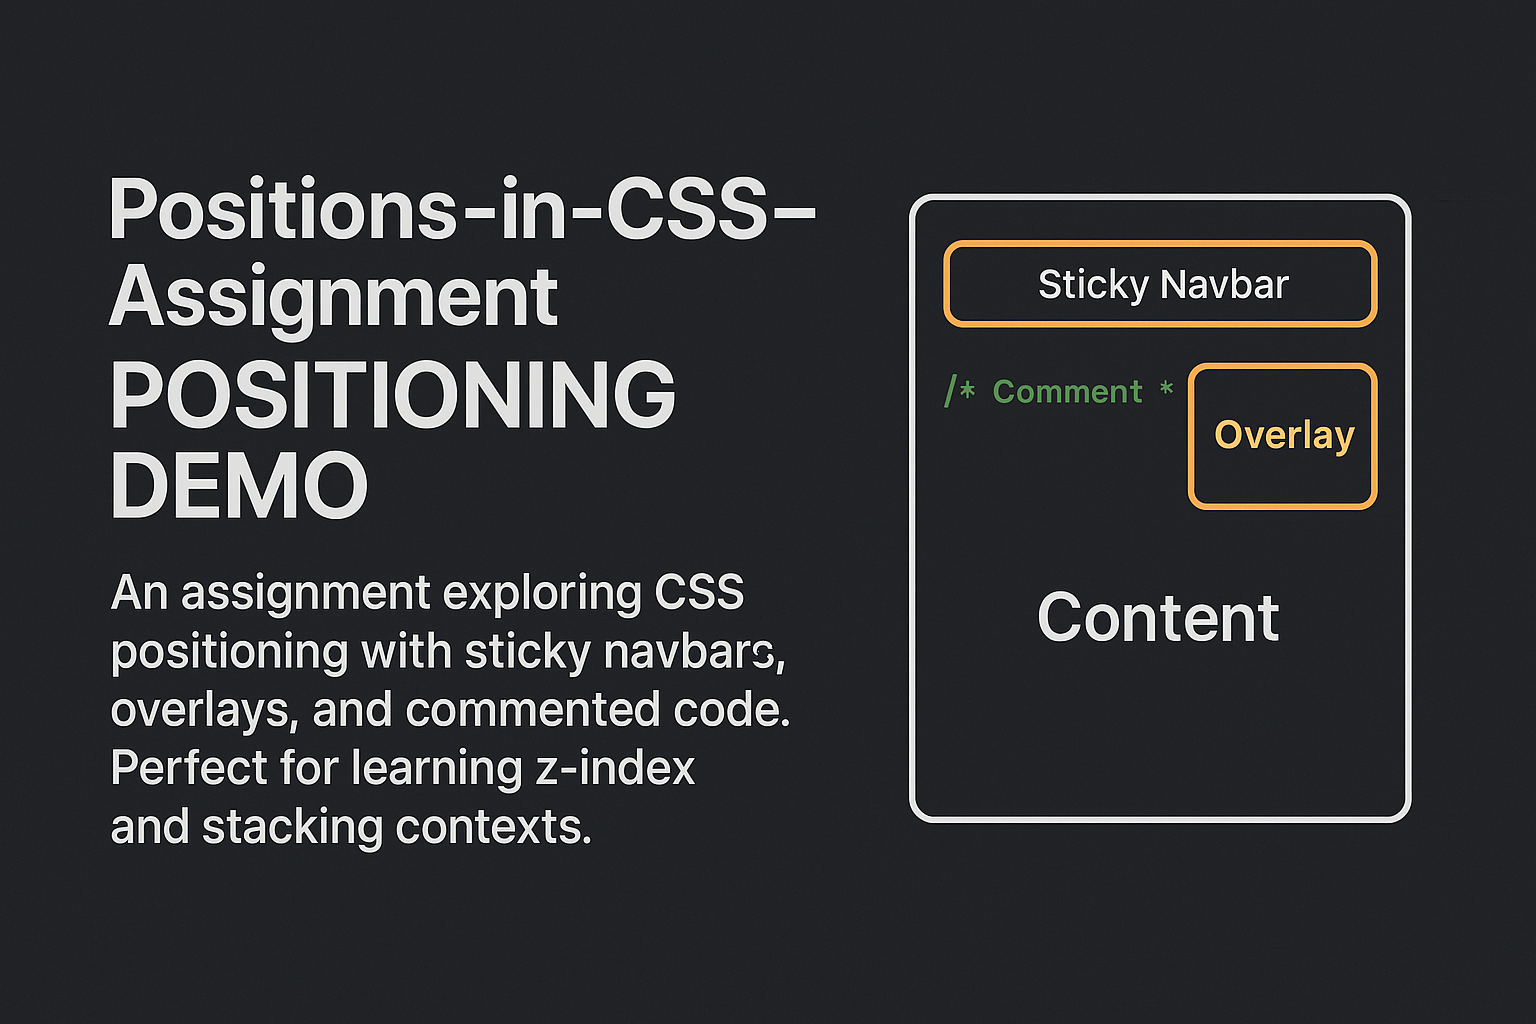 Positions-in-CSS–
Assignment
POSITIONING
DEMO
An assignment exploring CSS
positioning with sticky navbars,
overlays, and commented code.
Perfect for learning z-index
and stacking contexts.
Sticky Navbar
/* Comment *
Overlay
Content